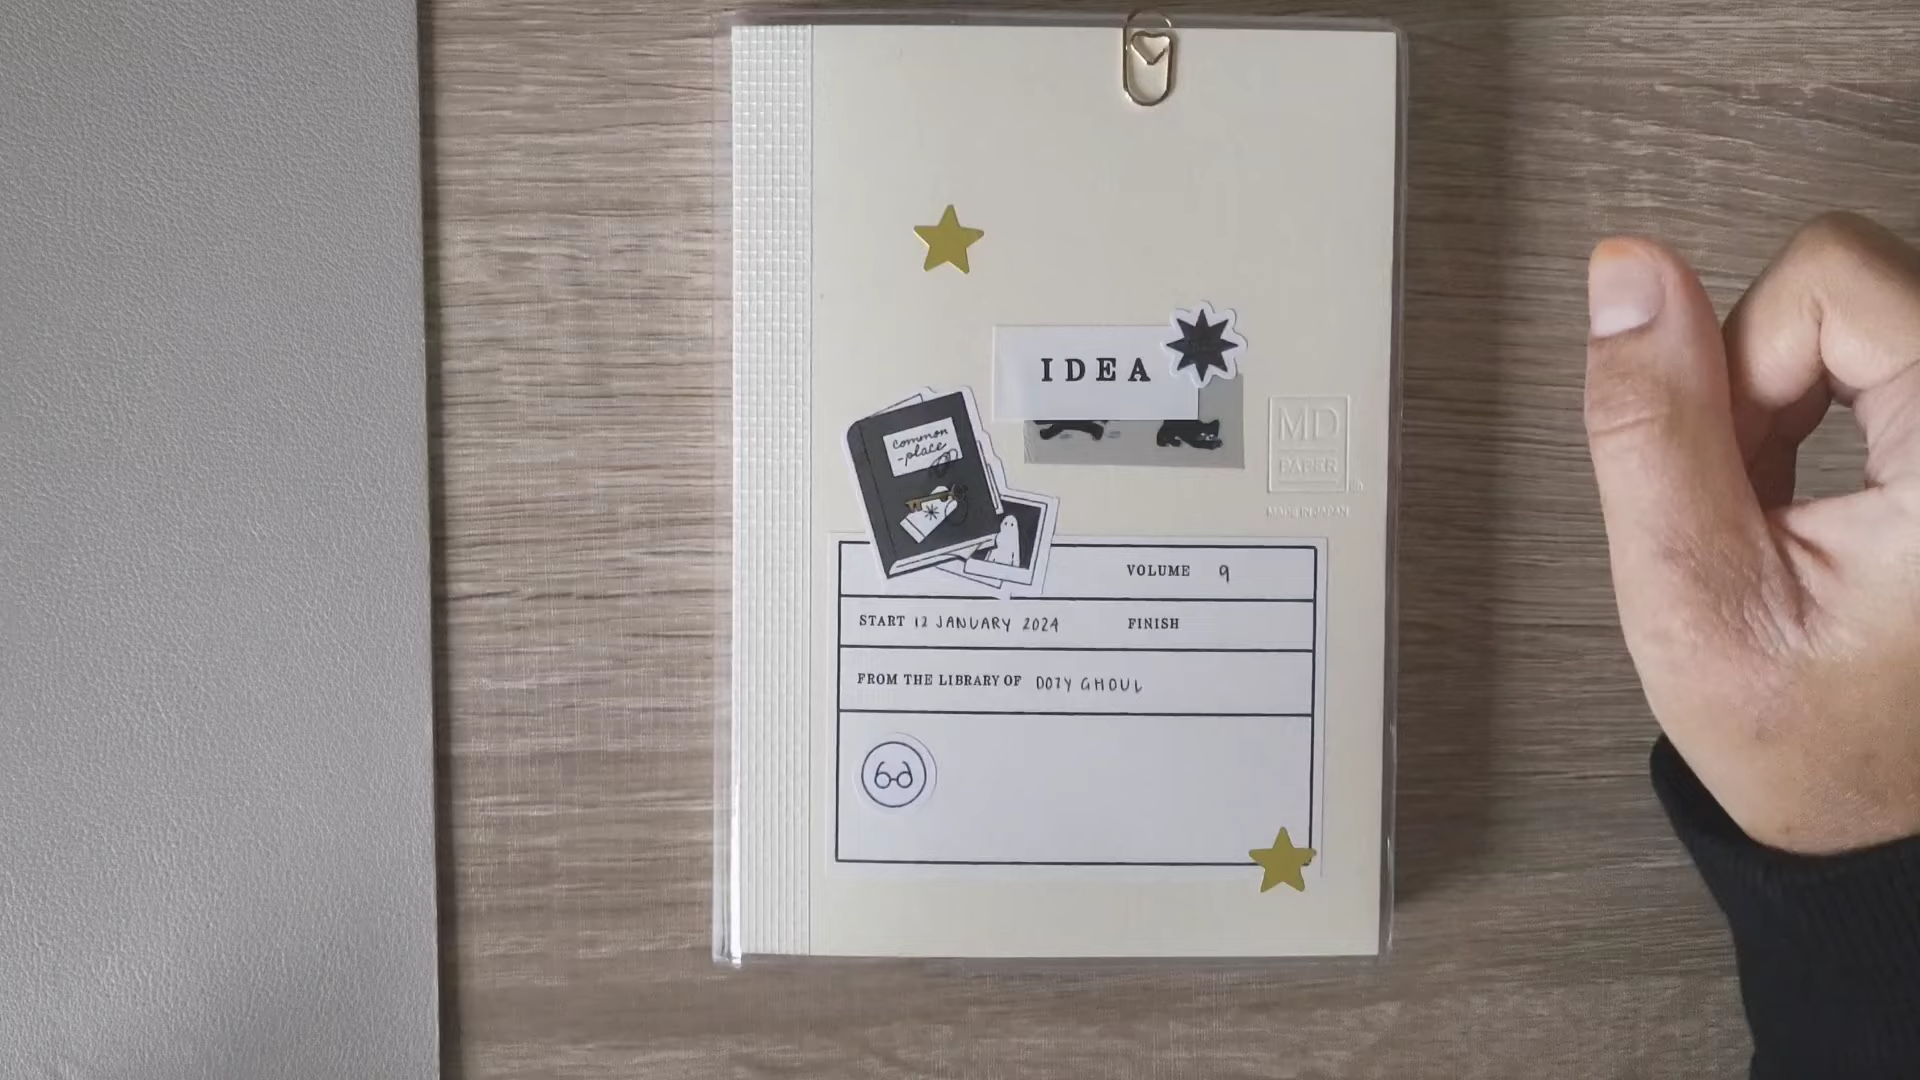 IDEA
common
-place
MD
PAPER
MADE IN JAPAN
VOLUME 9
START 12 JANUARY 2024 FINISH
FROM THE LIBRARY OF DOZY GHOUL